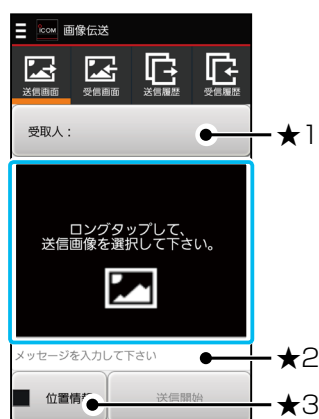 icom 画像伝送
送信画面 受信画面 送信履歴 受信履歴
受取人：
★1
ロングタップして、
送信画像を選択して下さい。
メッセージを入力して下さい
★2
位置情報 送信開始
★3